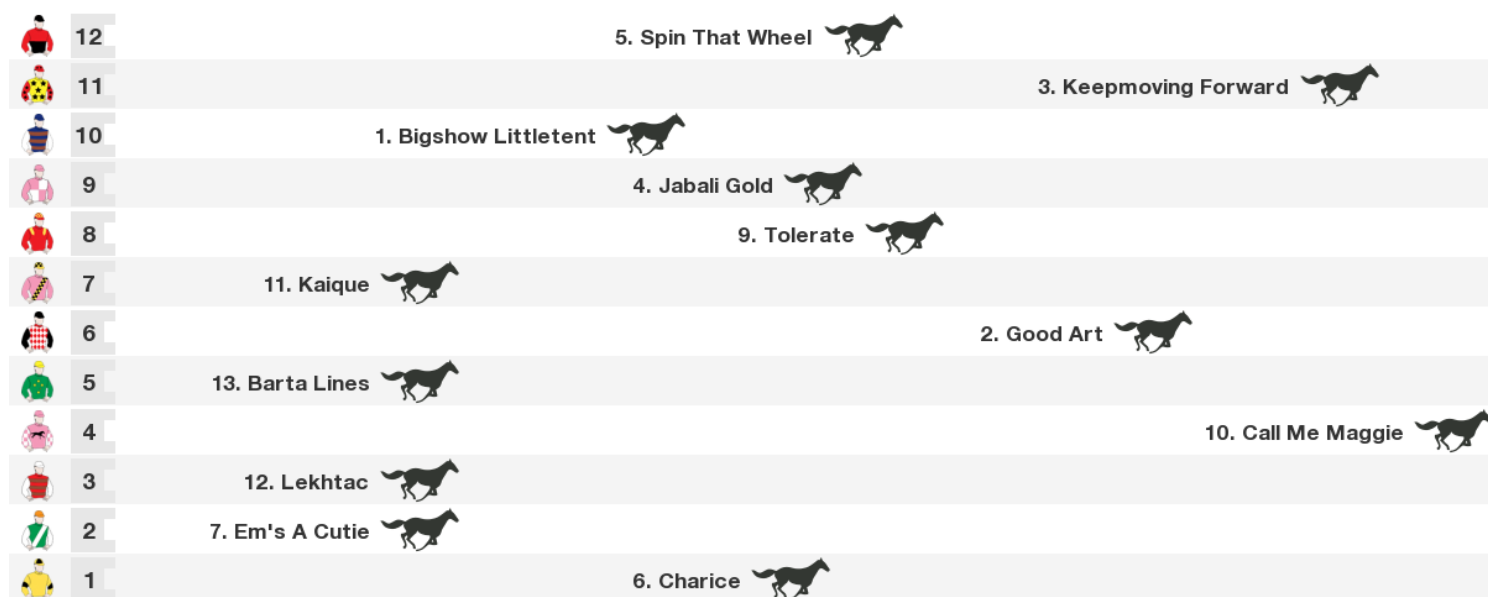 12 5. Spin That Wheel
11 3. Keepmoving Forward
10 1. Bigshow Littletent
9 4. Jabali Gold
8 9. Tolerate
7 11. Kaique
6 2. Good Art
5 13. Barta Lines
4 10. Call Me Maggie
3 12. Lekhtac
2 7. Em's A Cutie
1 6. Charice